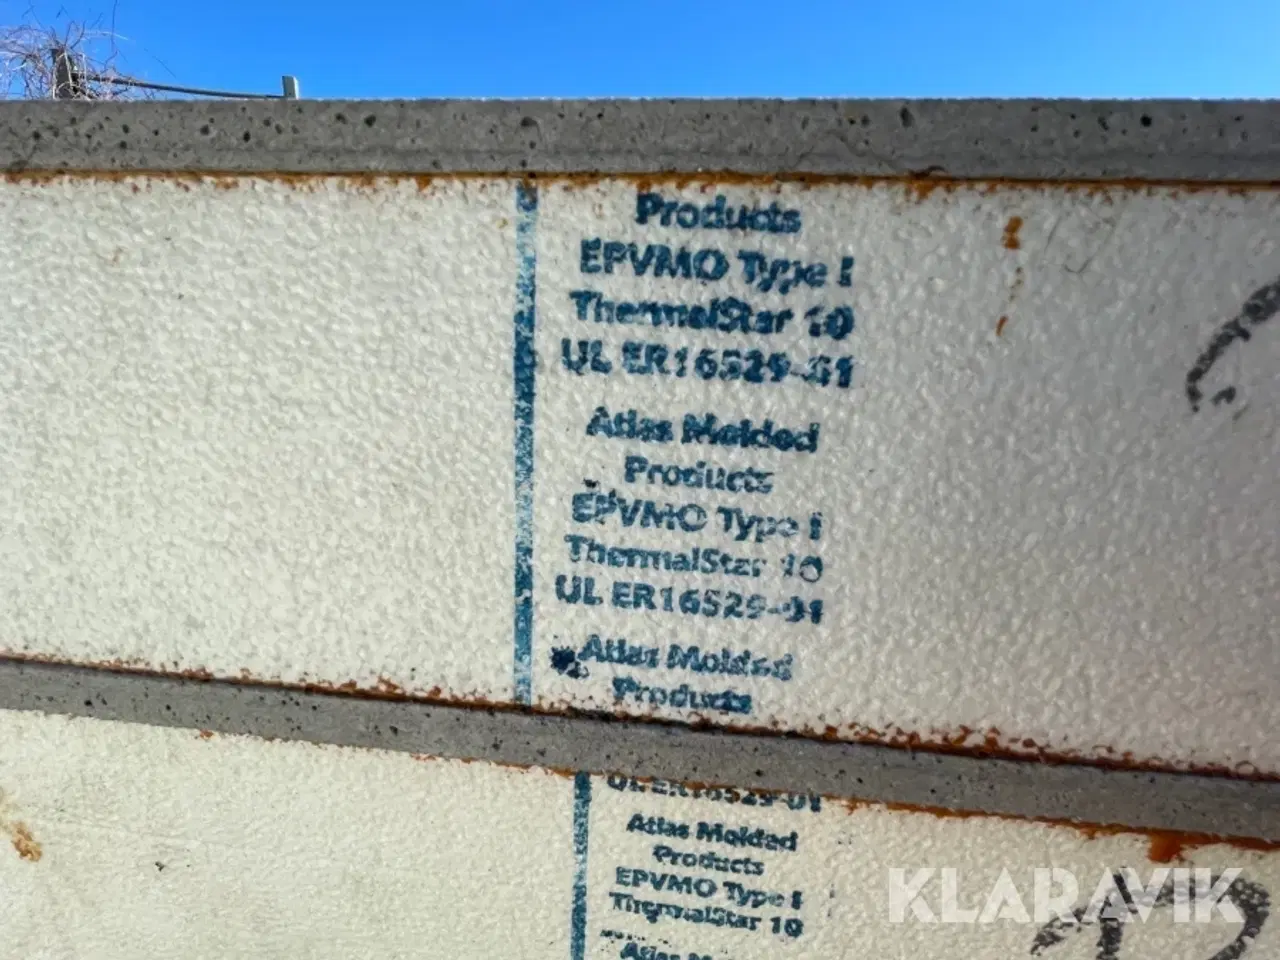 Products
EPVMO Type I
ThermalStar 10
UL ER16529-01
Atlas Molded
Products
EPVMO Type I
ThermalStar 10
UL ER16529-01
Atlas Molded
Products
UL ER16529-01
Atlas Molded
Products
EPVMO Type I
ThermalStar 10
Atlas
KLARAVIK